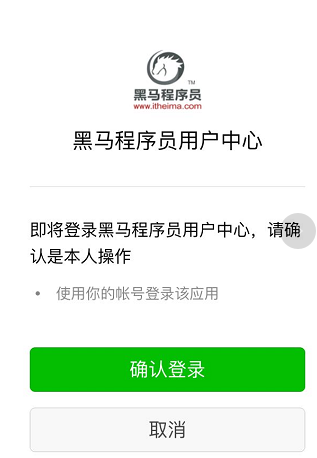 TM
黑马程序员
www.itheima.com
黑马程序员用户中心
即将登录黑马程序员用户中心，请确
认是本人操作
• 使用你的帐号登录该应用
确认登录
取消